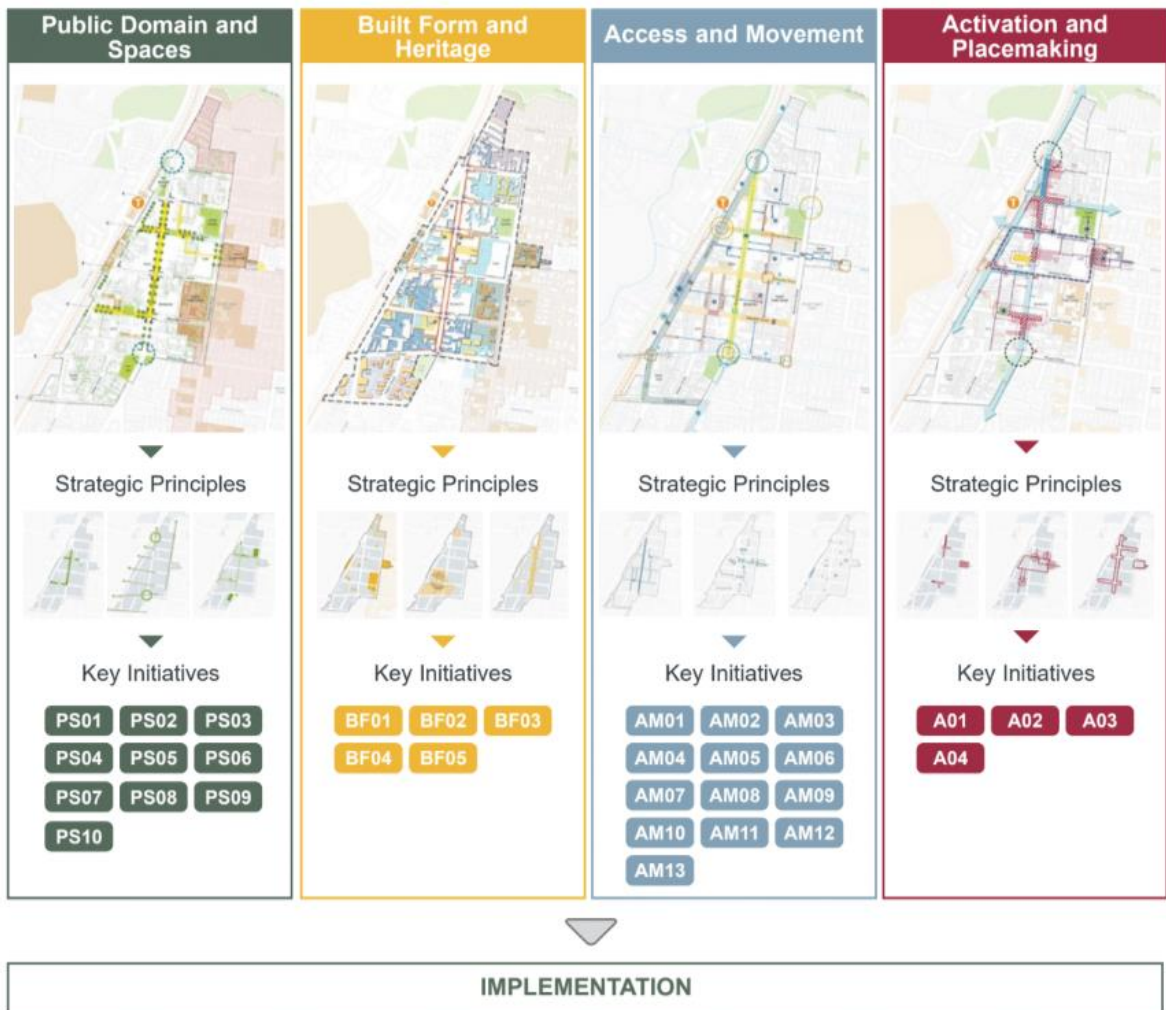 Public Domain and
Spaces
Built Form and
Heritage
Access and Movement
Activation and
Placemaking
T
T
T
Strategic Principles
Strategic Principles
Strategic Principles
Strategic Principles
Key Initiatives
Key Initiatives
Key Initiatives
Key Initiatives
PS01 PS02 PS03
PS04 PS05 PS06
PS07 PS08 PS09
PS10
BF01 BF02 BF03
BF04 BF05
AM01 AM02 AM03
AM04 AM05 AM06
AM07 AM08 AM09
AM10 AM11 AM12
AM13
A01 A02 A03
A04
IMPLEMENTATION